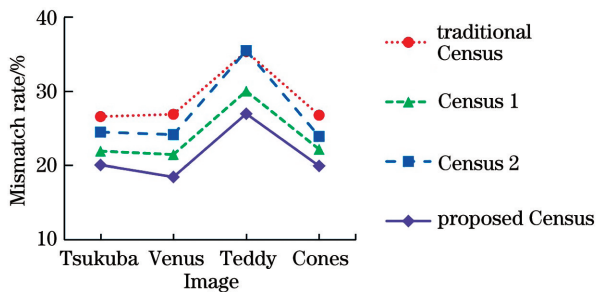 40
30
20
10
Mismatch rate/%
Tsukuba Venus Teddy Cones
Image
traditional
Census
Census 1
Census 2
proposed Census